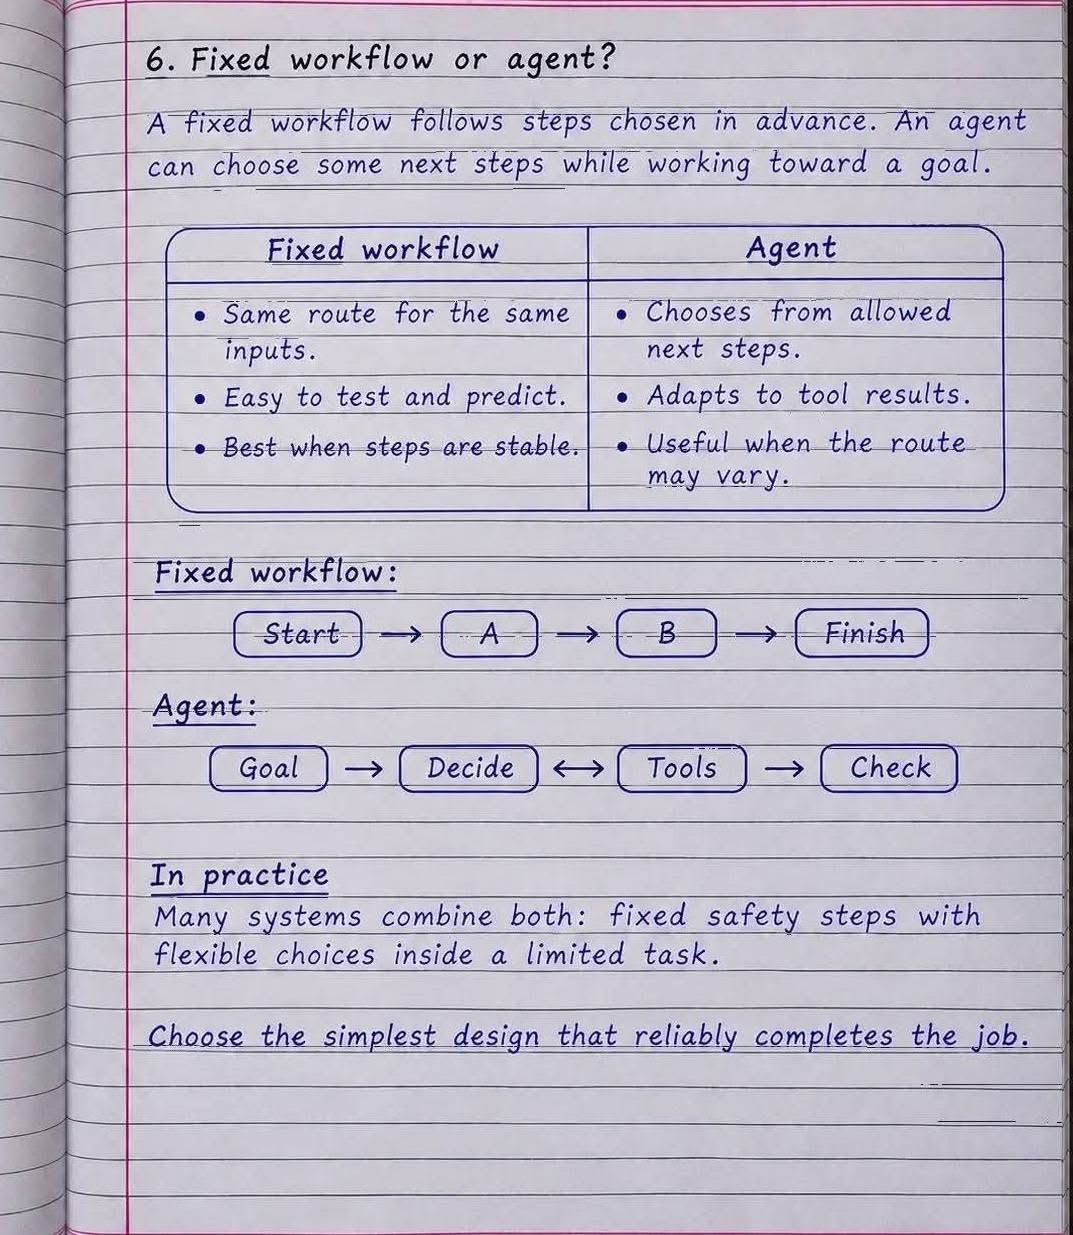 6. Fixed workflow or agent?
A fixed workflow follows steps chosen in advance. An agent
can choose some next steps while working toward a goal.
Fixed workflow
• Same route for the same
inputs.
• Easy to test and predict.
• Best when steps are stable.
Agent
• Chooses from allowed
next steps.
• Adapts to tool results.
• Useful when the route
may vary.
Fixed workflow:
Start → A → B → Finish
Agent:
Goal → Decide ↔ Tools → Check
In practice
Many systems combine both: fixed safety steps with
flexible choices inside a limited task.
Choose the simplest design that reliably completes the job.